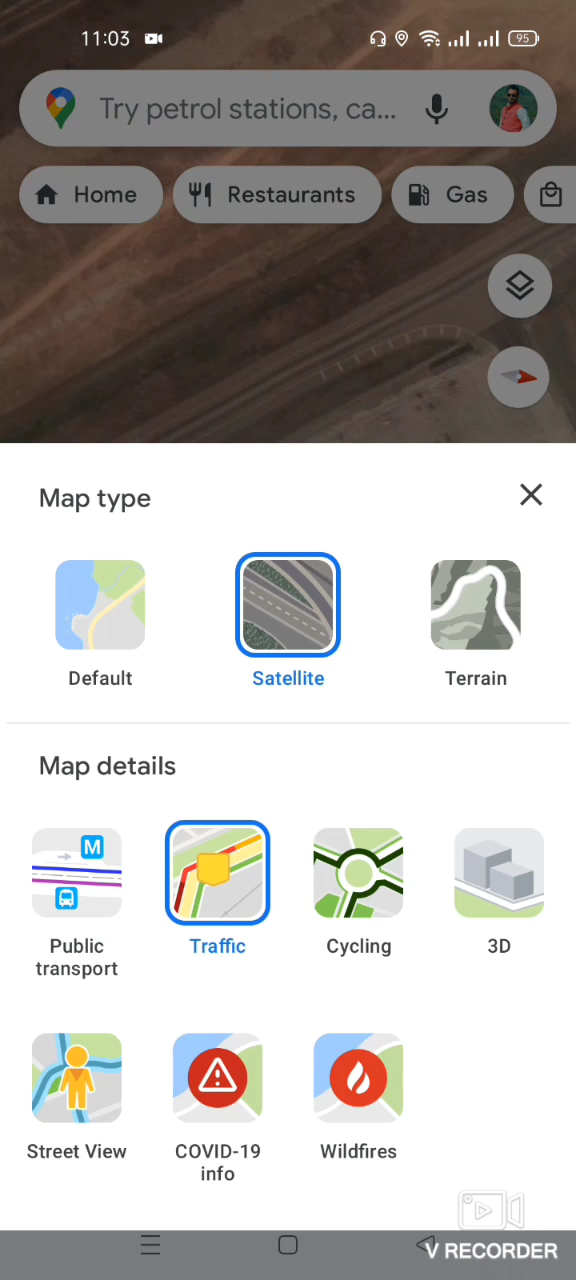 11:03
95
Try petrol stations, ca...
Home
Restaurants
Gas
Map type
Default
Satellite
Terrain
Map details
M
Public
transport
Traffic
Cycling
3D
Street View
COVID-19
info
Wildfires
V RECORDER